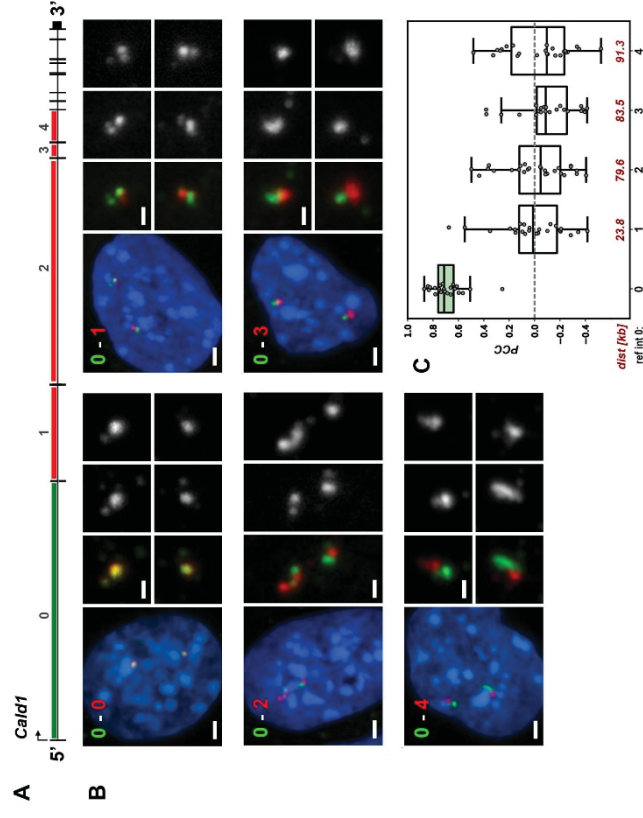 A
Cald1
5' 0 1 2 3 4 3'
B
0 - 0
0 - 1
0 - 2
0 - 3
0 - 4
C
PCC
1.0
0.8
0.6
0.4
0.2
0.0
−0.2
−0.4
dist [kb] 23.8 79.6 83.5 91.3
ref int 0: 0 1 2 3 4